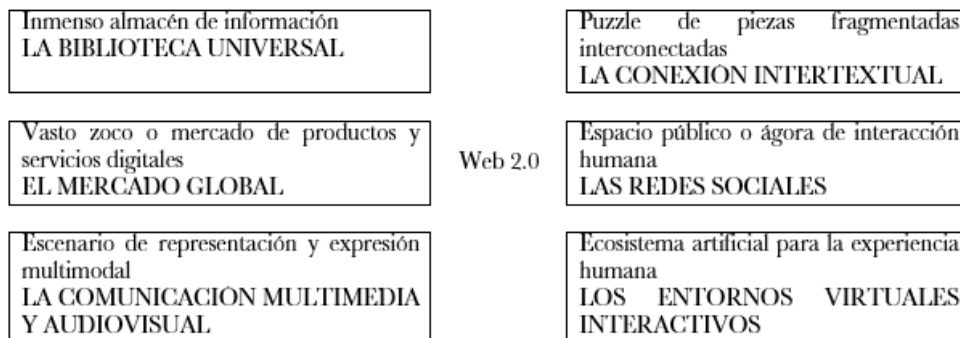 Inmenso almacén de información
LA BIBLIOTECA UNIVERSAL
Puzzle de piezas fragmentadas
interconectadas
LA CONEXIÓN INTERTEXTUAL
Vasto zoco o mercado de productos y
servicios digitales
EL MERCADO GLOBAL
Web 2.0
Espacio público o ágora de interacción
humana
LAS REDES SOCIALES
Escenario de representación y expresión
multimodal
LA COMUNICACIÓN MULTIMEDIA
Y AUDIOVISUAL
Ecosistema artificial para la experiencia
humana
LOS ENTORNOS VIRTUALES
INTERACTIVOS